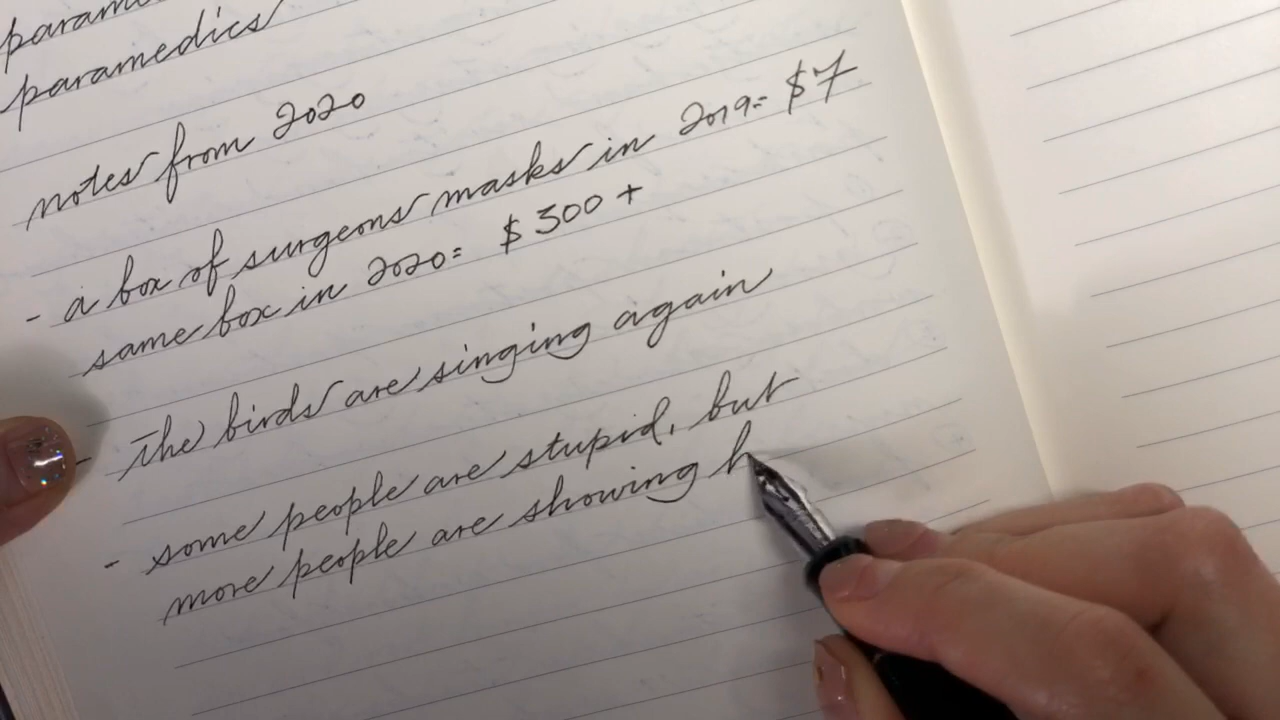 paramedics
notes from 2020
- a box of surgeons masks in 2019= $7
same box in 2020= $300+
- the birds are singing again
- some people are stupid, but
more people are showing h